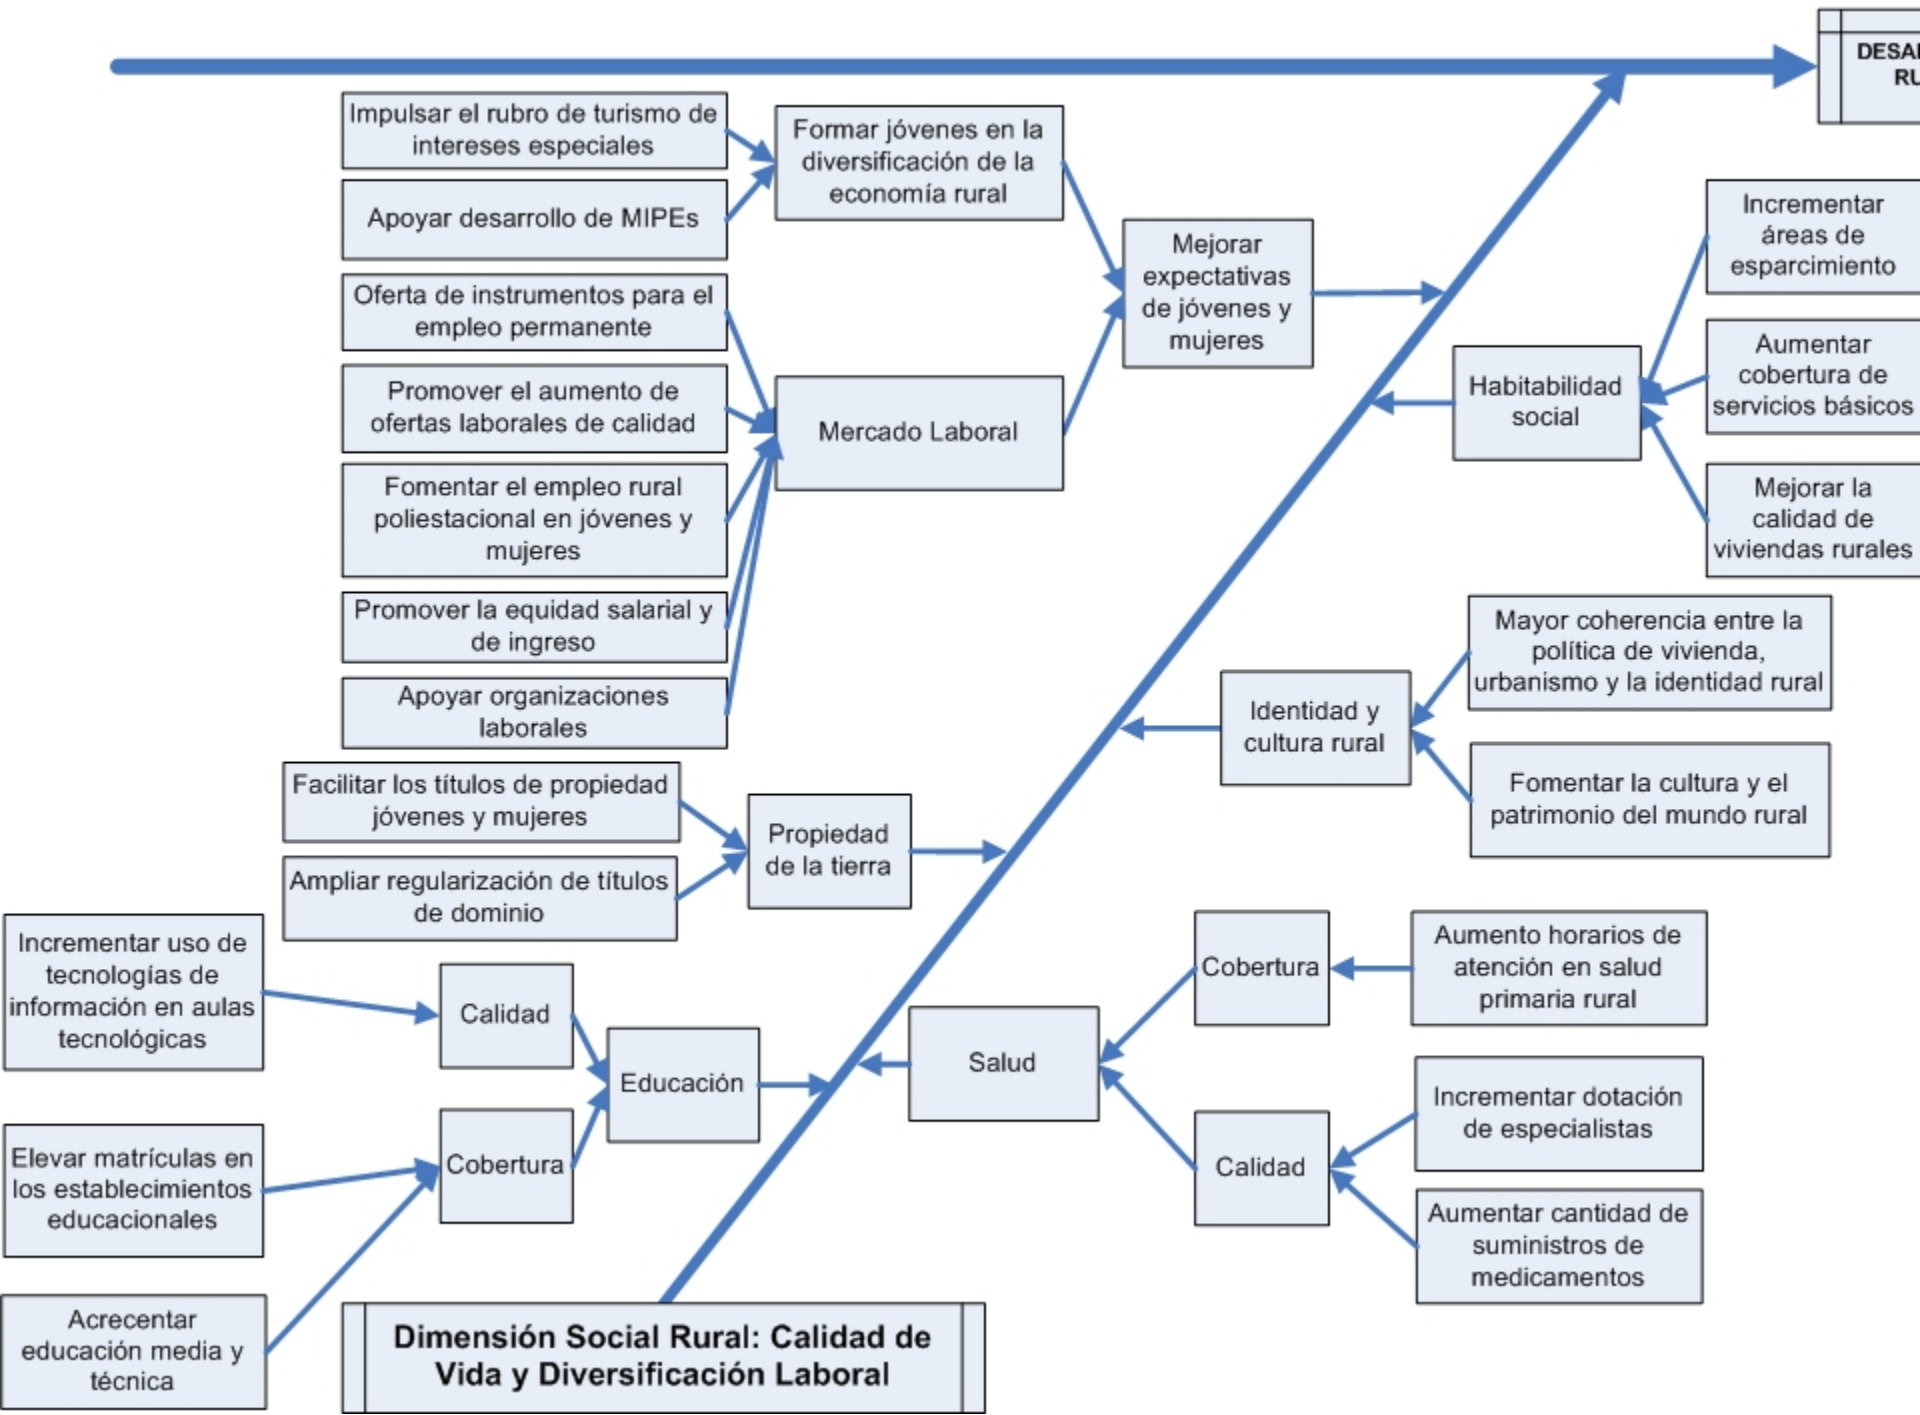 DESA
RU
Impulsar el rubro de turismo de
intereses especiales
Apoyar desarrollo de MIPEs
Formar jóvenes en la
diversificación de la
economía rural
Oferta de instrumentos para el
empleo permanente
Promover el aumento de
ofertas laborales de calidad
Fomentar el empleo rural
poliestacional en jóvenes y
mujeres
Promover la equidad salarial y
de ingreso
Apoyar organizaciones
laborales
Mercado Laboral
Mejorar
expectativas
de jóvenes y
mujeres
Incrementar
áreas de
esparcimiento
Aumentar
cobertura de
servicios básicos
Mejorar la
calidad de
viviendas rurales
Habitabilidad
social
Mayor coherencia entre la
política de vivienda,
urbanismo y la identidad rural
Fomentar la cultura y el
patrimonio del mundo rural
Identidad y
cultura rural
Facilitar los títulos de propiedad
jóvenes y mujeres
Ampliar regularización de títulos
de dominio
Propiedad
de la tierra
Incrementar uso de
tecnologías de
información en aulas
tecnológicas
Elevar matrículas en
los establecimientos
educacionales
Acrecentar
educación media y
técnica
Calidad
Cobertura
Educación
Salud
Cobertura
Calidad
Aumento horarios de
atención en salud
primaria rural
Incrementar dotación
de especialistas
Aumentar cantidad de
suministros de
medicamentos
Dimensión Social Rural: Calidad de
Vida y Diversificación Laboral